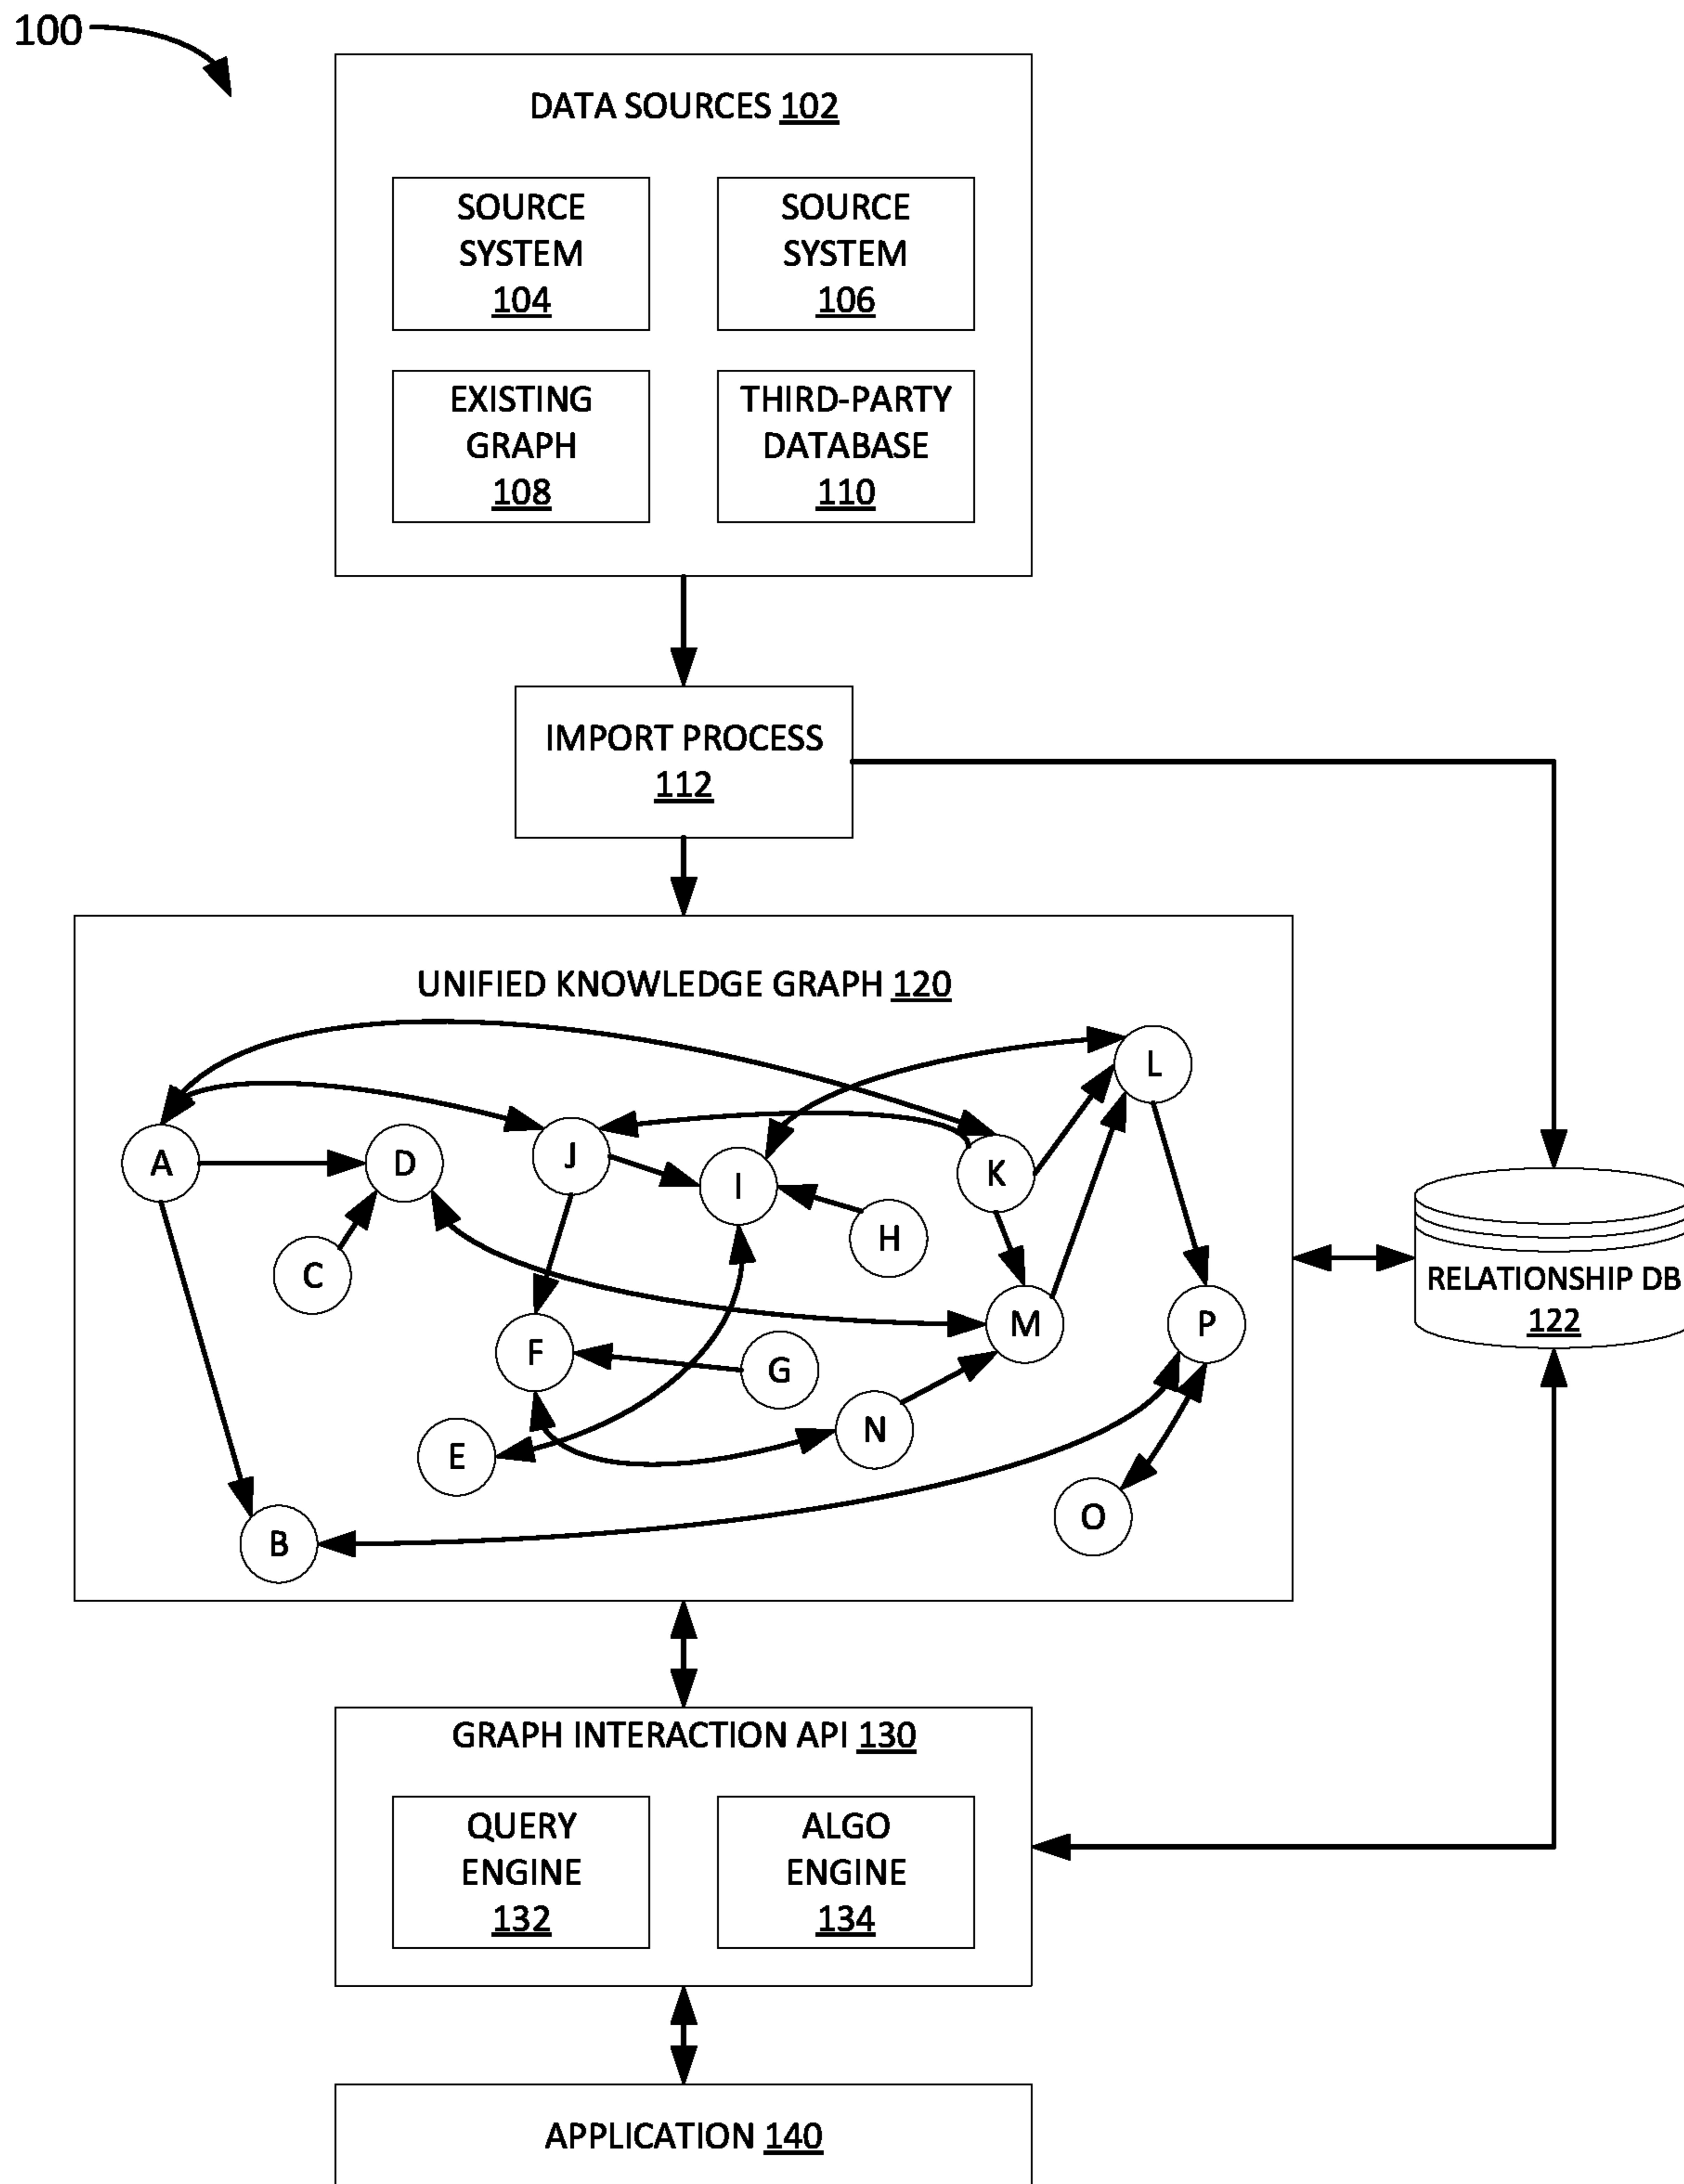 100
DATA SOURCES 102
SOURCE
SYSTEM
104
SOURCE
SYSTEM
106
EXISTING
GRAPH
108
THIRD-PARTY
DATABASE
110
IMPORT PROCESS
112
UNIFIED KNOWLEDGE GRAPH 120
L
A
D
J
I
K
H
C
M
P
F
G
N
E
O
B
RELATIONSHIP DB
122
GRAPH INTERACTION API 130
QUERY
ENGINE
132
ALGO
ENGINE
134
APPLICATION 140